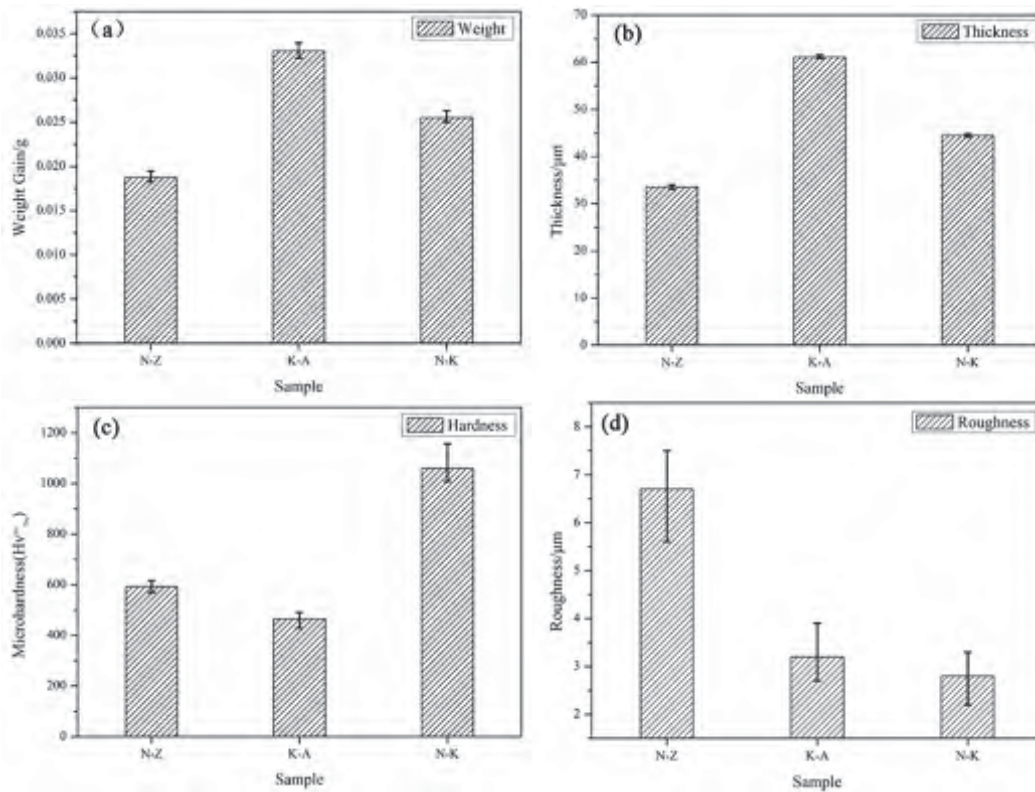 (a)
Weight
0.035
0.030
0.025
0.020
0.015
0.010
0.005
0.000
Weight Gain/g
N-Z K-A N-K
Sample
(b)
Thickness
70
60
50
40
30
20
10
0
Thickness/μm
N-Z K-A N-K
Sample
(c)
Hardness
1200
1000
800
600
400
200
0
Microhardness(Hv
N-Z K-A N-K
Sample
(d)
Roughness
8
7
6
5
4
3
2
Roughness/μm
N-Z K-A N-K
Sample